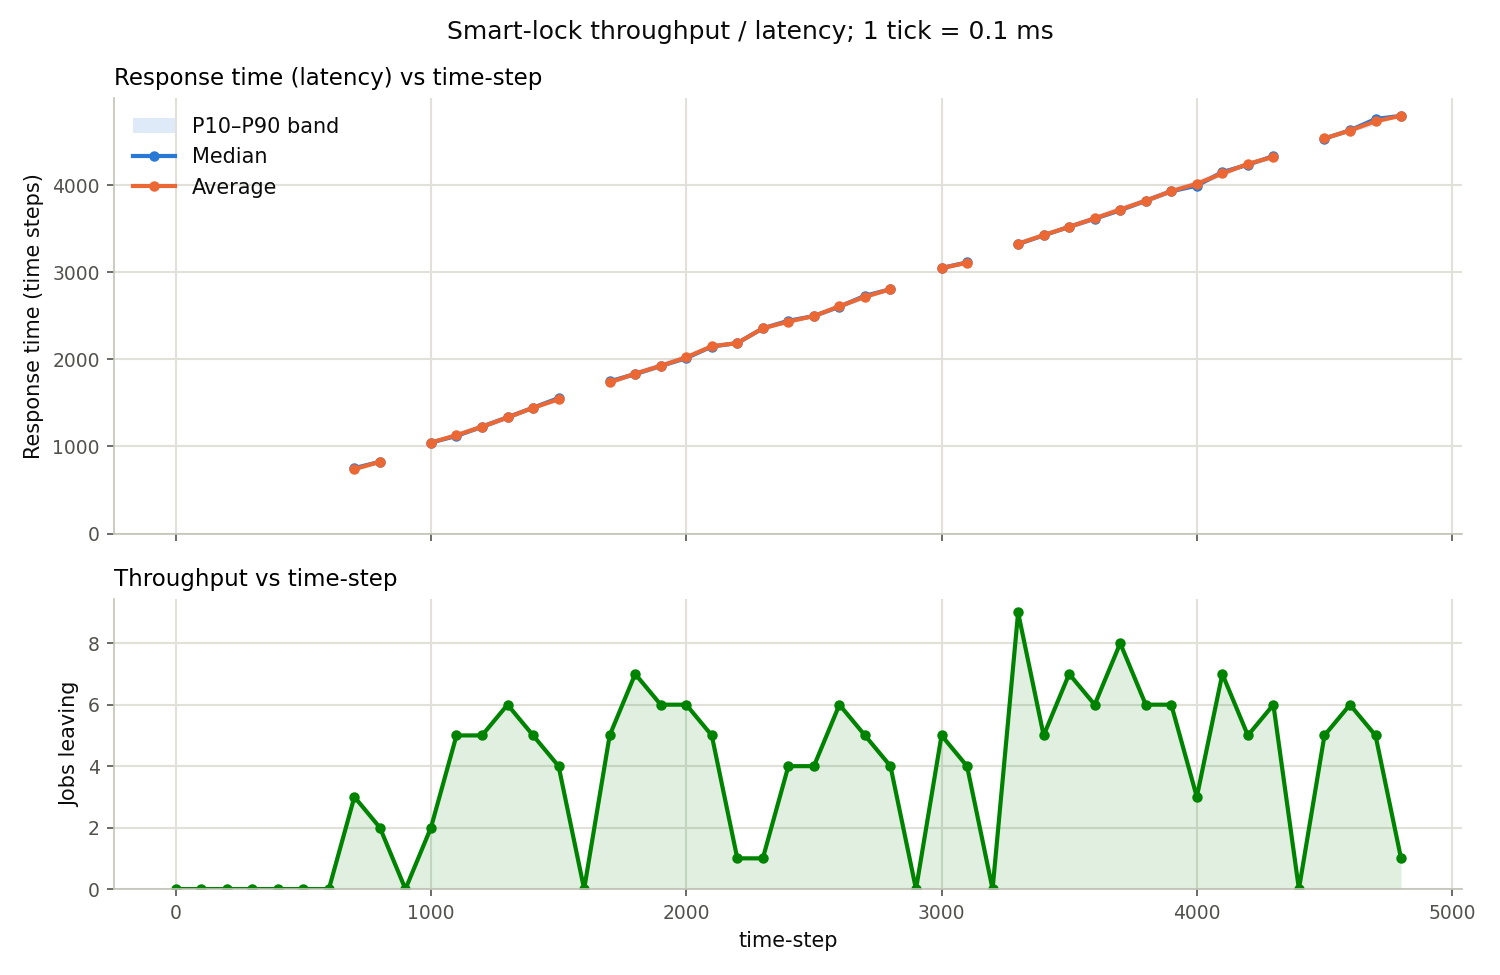 Smart-lock throughput / latency; 1 tick = 0.1 ms
Response time (latency) vs time-step
P10–P90 band
Median
Average
Response time (time steps)
4000
3000
2000
1000
0
Throughput vs time-step
Jobs leaving
8
6
4
2
0
0 1000 2000 3000 4000 5000
time-step